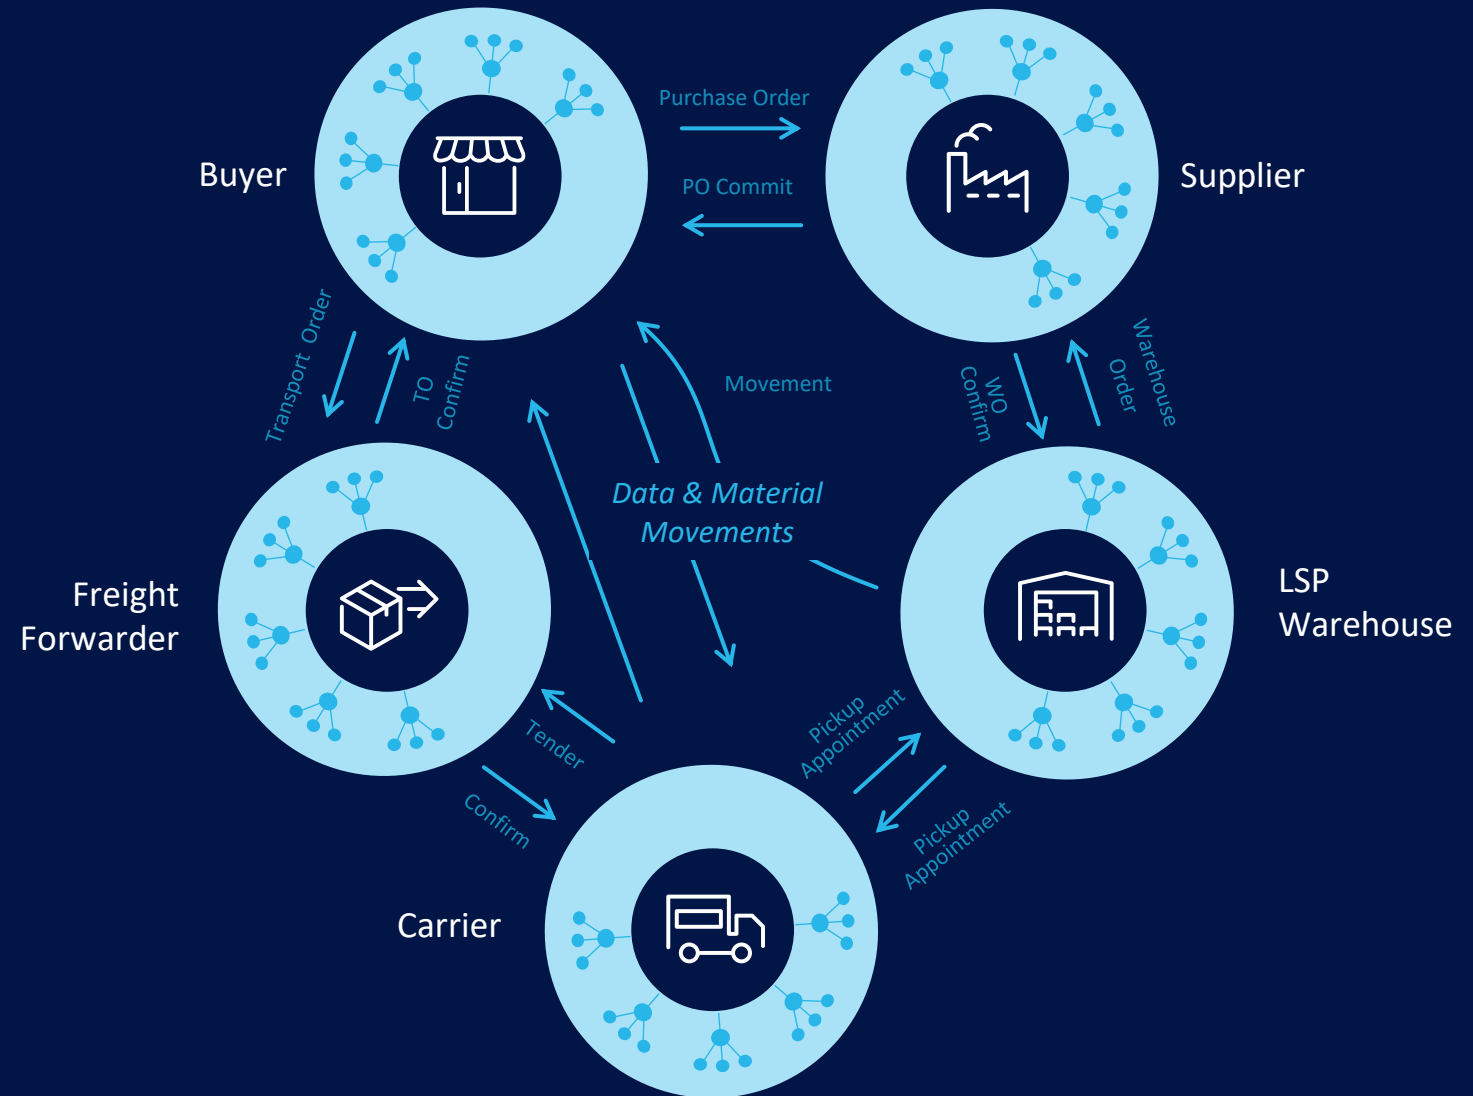 Purchase Order
Buyer
PO Commit
Supplier
Transport Order
TO
Confirm
Movement
WO
Confirm
Warehouse
Order
Data & Material
Movements
Freight
Forwarder
LSP
Warehouse
Tender
Confirm
Pickup
Appointment
Pickup
Appointment
Carrier